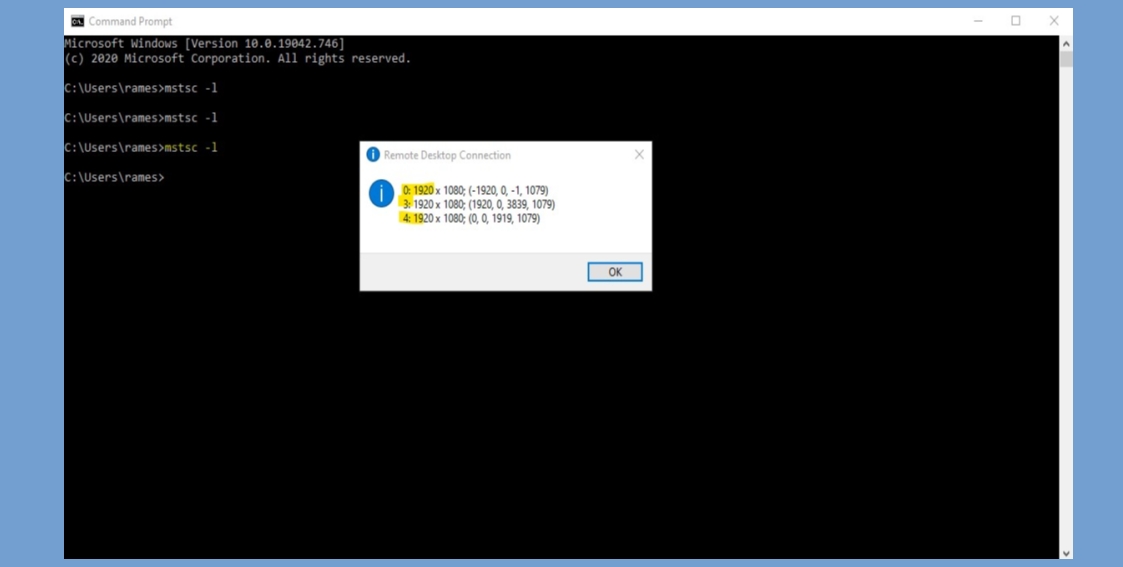 Command Prompt
Microsoft Windows [Version 10.0.19042.746]
(c) 2020 Microsoft Corporation. All rights reserved.
C:\Users\rames>mstsc -l
C:\Users\rames>mstsc -l
C:\Users\rames>mstsc -l
C:\Users\rames>
Remote Desktop Connection
0: 1920 x 1080; (-1920, 0, -1, 1079)
3: 1920 x 1080; (1920, 0, 3839, 1079)
4: 1920 x 1080; (0, 0, 1919, 1079)
OK